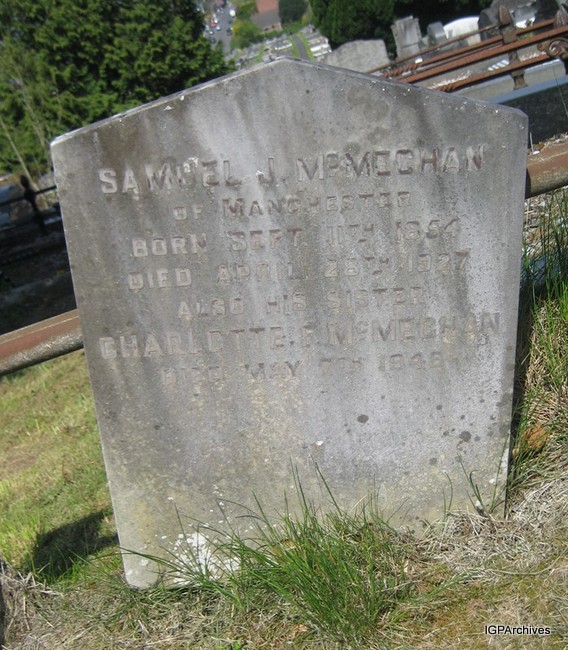 SAMUEL J. McMECHAN
OF MANCHESTER
BORN SEPT 11TH 1854
DIED APRIL 28TH 1927
ALSO HIS SISTER
CHARLOTTE. McMECHAN
DIED MAY 7TH
IGPArchives